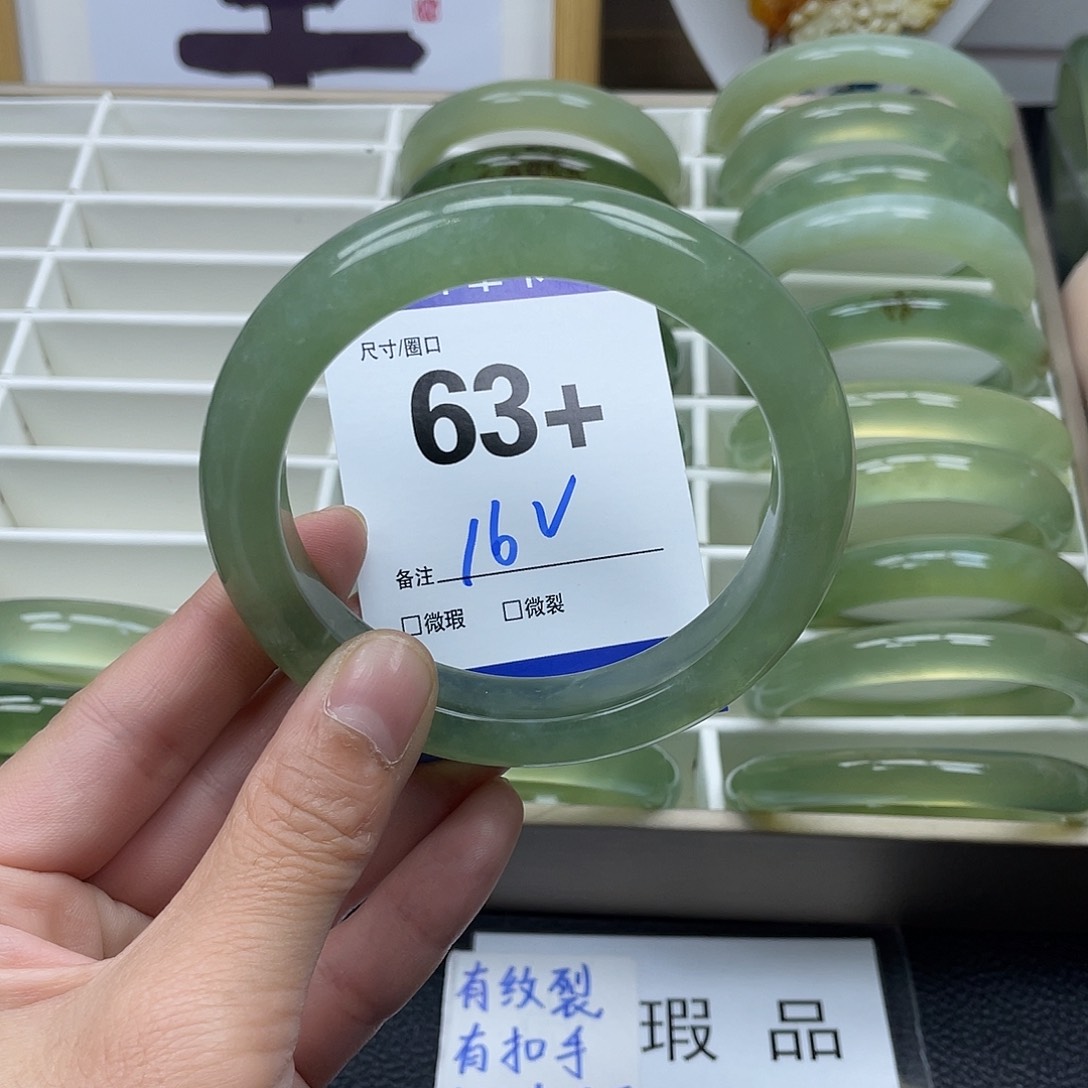 尺寸/圈口
63+
16V
备注
□微瑕 □微裂
有纹裂
有扣手
瑕 品